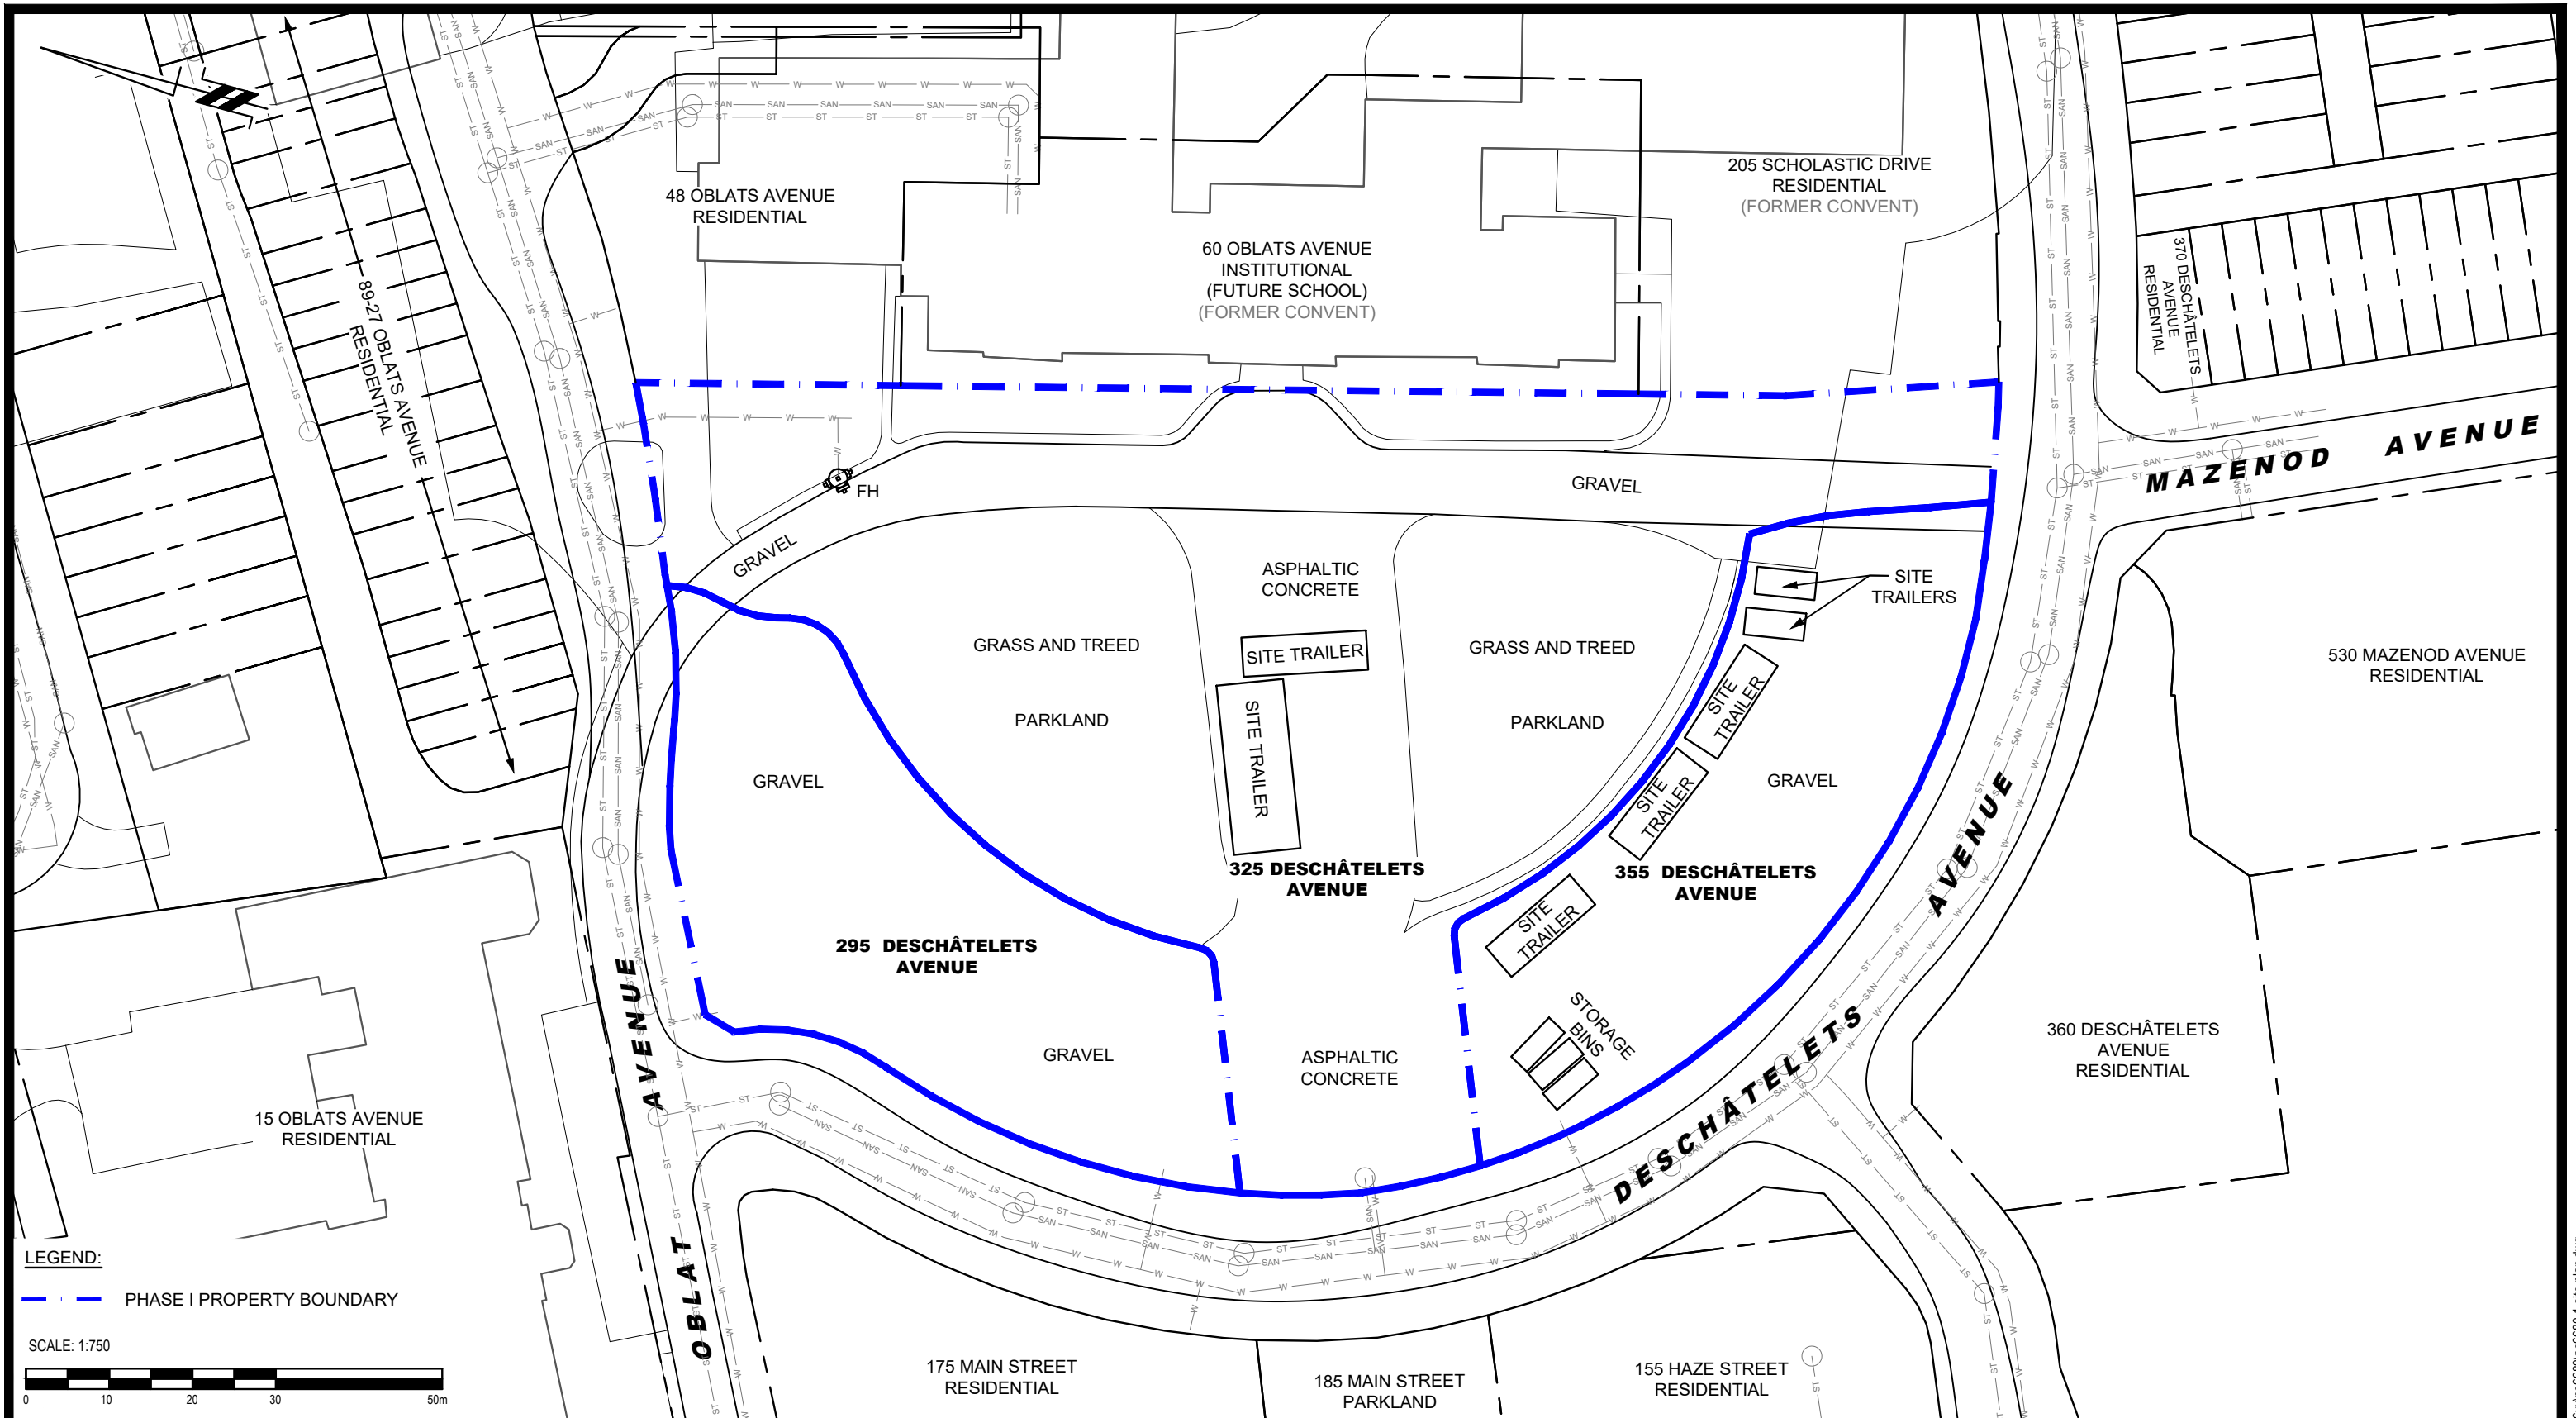 48 OBLATS AVENUE
RESIDENTIAL
205 SCHOLASTIC DRIVE
RESIDENTIAL
(FORMER CONVENT)
60 OBLATS AVENUE
INSTITUTIONAL
(FUTURE SCHOOL)
(FORMER CONVENT)
89-27 OBLATS AVENUE
RESIDENTIAL
370 DESCHÂTELETS
AVENUE
RESIDENTIAL
MAZENOD AVENUE
FH
GRAVEL
GRAVEL
ASPHALTIC
CONCRETE
SITE
TRAILERS
GRASS AND TREED
PARKLAND
SITE TRAILER
SITE TRAILER
GRASS AND TREED
PARKLAND
SITE
TRAILER
SITE
TRAILER
530 MAZENOD AVENUE
RESIDENTIAL
GRAVEL
GRAVEL
325 DESCHÂTELETS
AVENUE
355 DESCHÂTELETS
AVENUE
SITE
TRAILER
295 DESCHÂTELETS
AVENUE
STORAGE
BINS
GRAVEL
ASPHALTIC
CONCRETE
DESCHÂTELETS AVENUE
360 DESCHÂTELETS
AVENUE
RESIDENTIAL
OBLAT AVENUE
15 OBLATS AVENUE
RESIDENTIAL
175 MAIN STREET
RESIDENTIAL
185 MAIN STREET
PARKLAND
155 HAZE STREET
RESIDENTIAL
LEGEND:
PHASE I PROPERTY BOUNDARY
SCALE: 1:750
0 10 20 30 50m